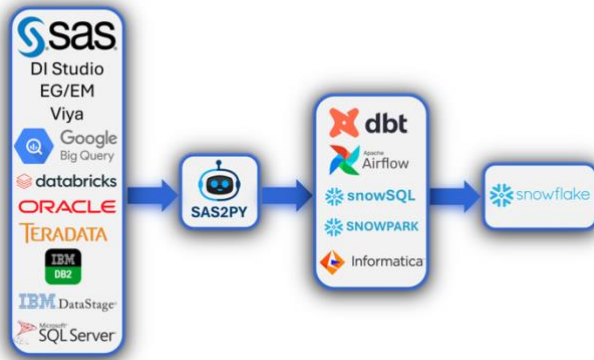 sas
DI Studio
EG/EM
Viya
Google
Big Query
databricks
ORACLE
TERADATA
IBM
DB2
IBM DataStage
Microsoft
SQL Server
SAS2PY
dbt
Apache
Airflow
snowSQL
SNOWPARK
Informatica
snowflake